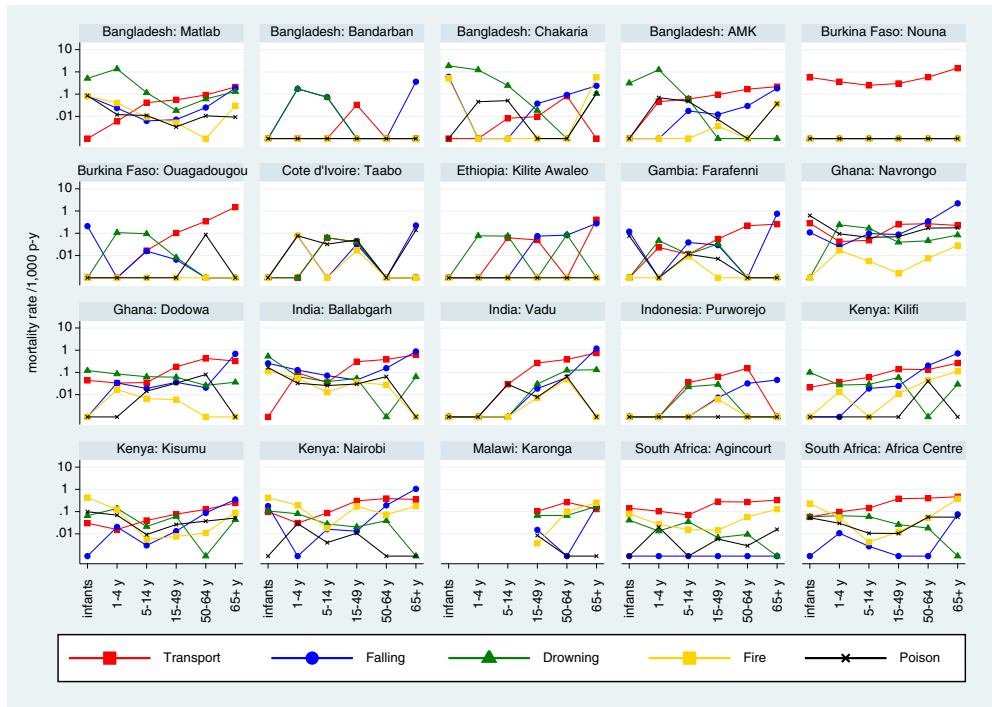 Bangladesh: Matlab Bangladesh: Bandarban Bangladesh: Chakaria Bangladesh: AMK Burkina Faso: Nouna
10
1
.1
.01
Burkina Faso: Ouagadougou Cote d'Ivoire: Taabo Ethiopia: Kilite Awaleo Gambia: Farafenni Ghana: Navrongo
10
1
.1
.01
mortality rate /1,000 p-y
Ghana: Dodowa India: Ballabgarh India: Vadu Indonesia: Purworejo Kenya: Kilifi
10
1
.1
.01
Kenya: Kisumu Kenya: Nairobi Malawi: Karonga South Africa: Agincourt South Africa: Africa Centre
10
1
.1
.01
infants 1-4 y 5-14 y 15-49 y 50-64 y 65+ y infants 1-4 y 5-14 y 15-49 y 50-64 y 65+ y infants 1-4 y 5-14 y 15-49 y 50-64 y 65+ y infants 1-4 y 5-14 y 15-49 y 50-64 y 65+ y infants 1-4 y 5-14 y 15-49 y 50-64 y 65+ y
Transport Falling Drowning Fire Poison